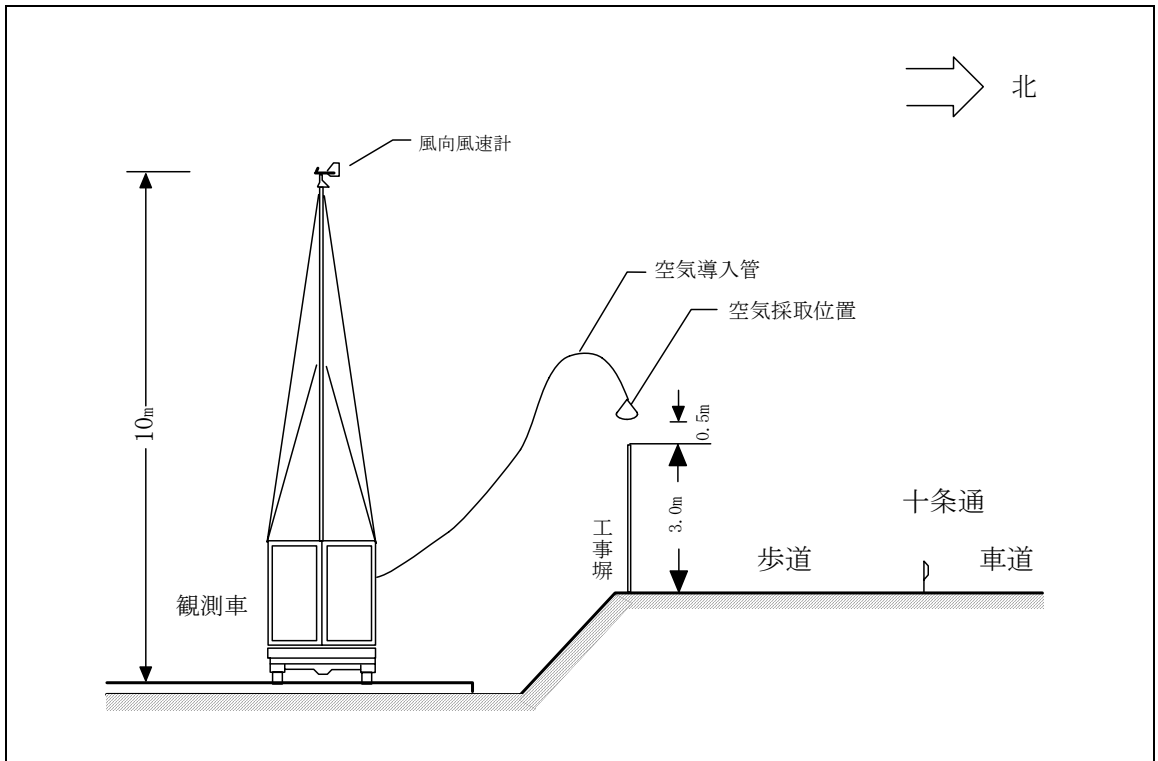 北
風向風速計
空気導入管
空気採取位置
10m
0.5m
3.0m
工事塀
十条通
歩道
車道
観測車